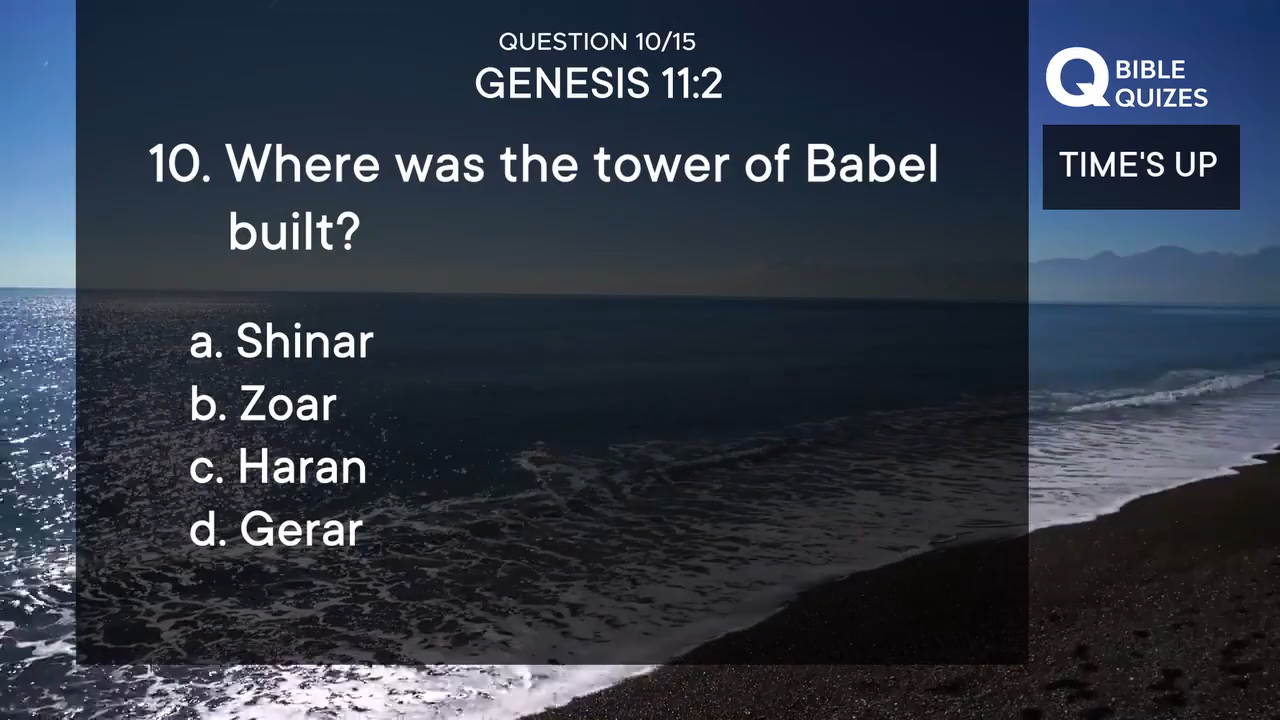 QUESTION 10/15
GENESIS 11:2
BIBLE
QUIZES
TIME'S UP
10. Where was the tower of Babel
built?
a. Shinar
b. Zoar
c. Haran
d. Gerar